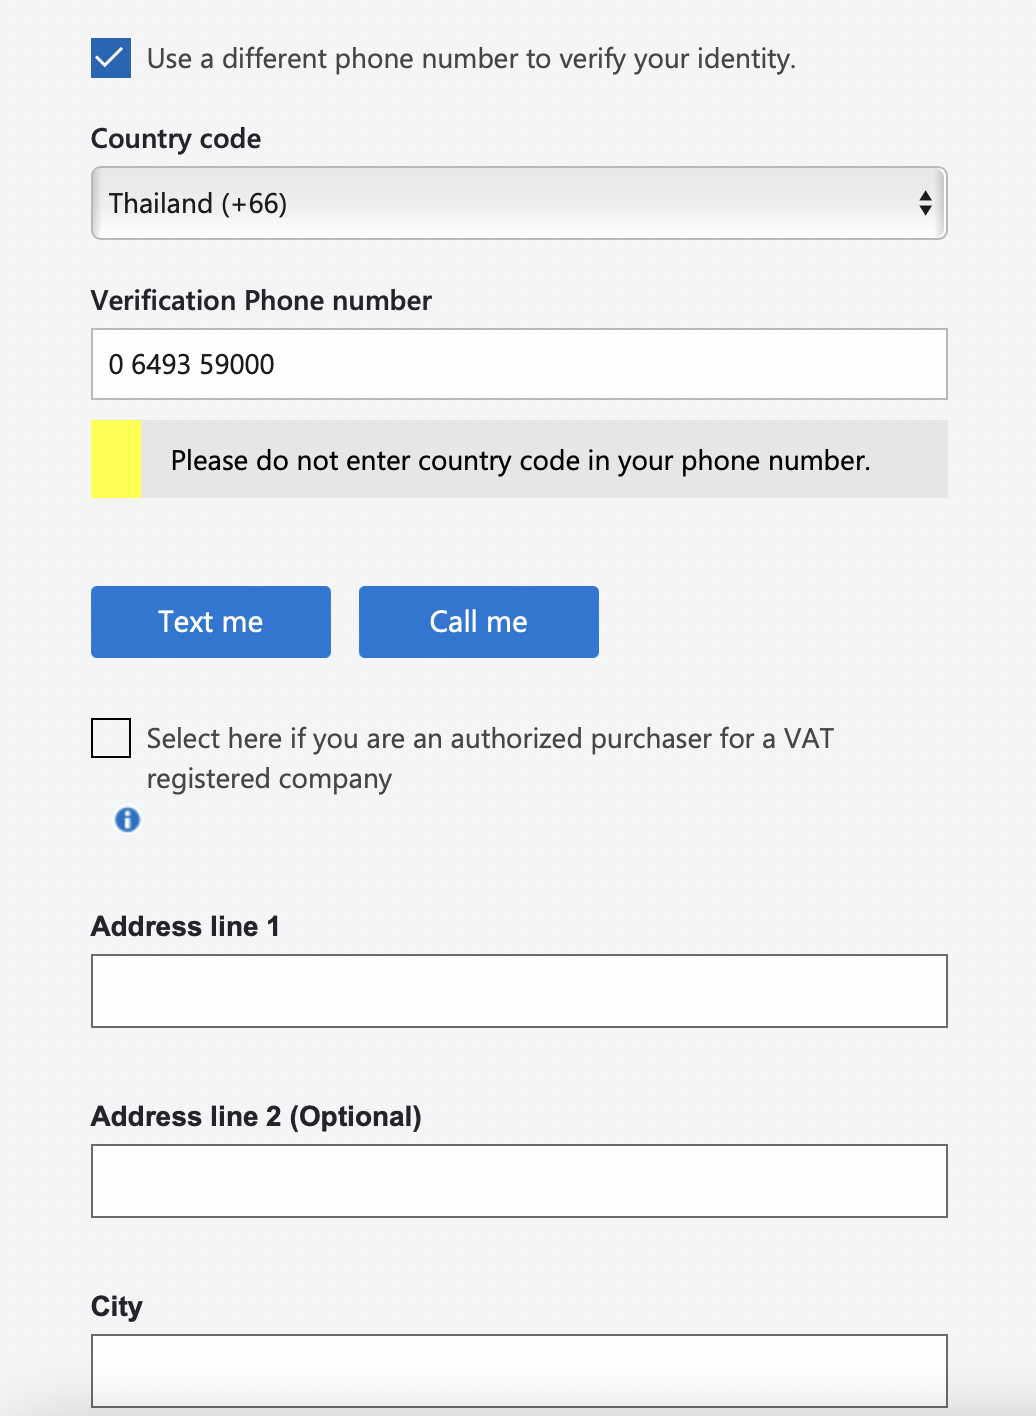 Use a different phone number to verify your identity.
Country code
Thailand (+66)
Verification Phone number
0 6493 59000
Please do not enter country code in your phone number.
Text me
Call me
Select here if you are an authorized purchaser for a VAT
registered company
Address line 1
Address line 2 (Optional)
City